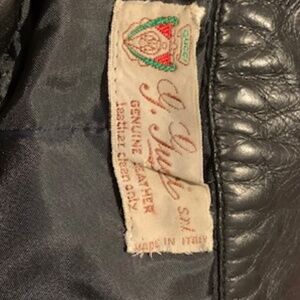 GUCCI
GENUINE LEATHER
Leather clean only
MADE IN ITALY